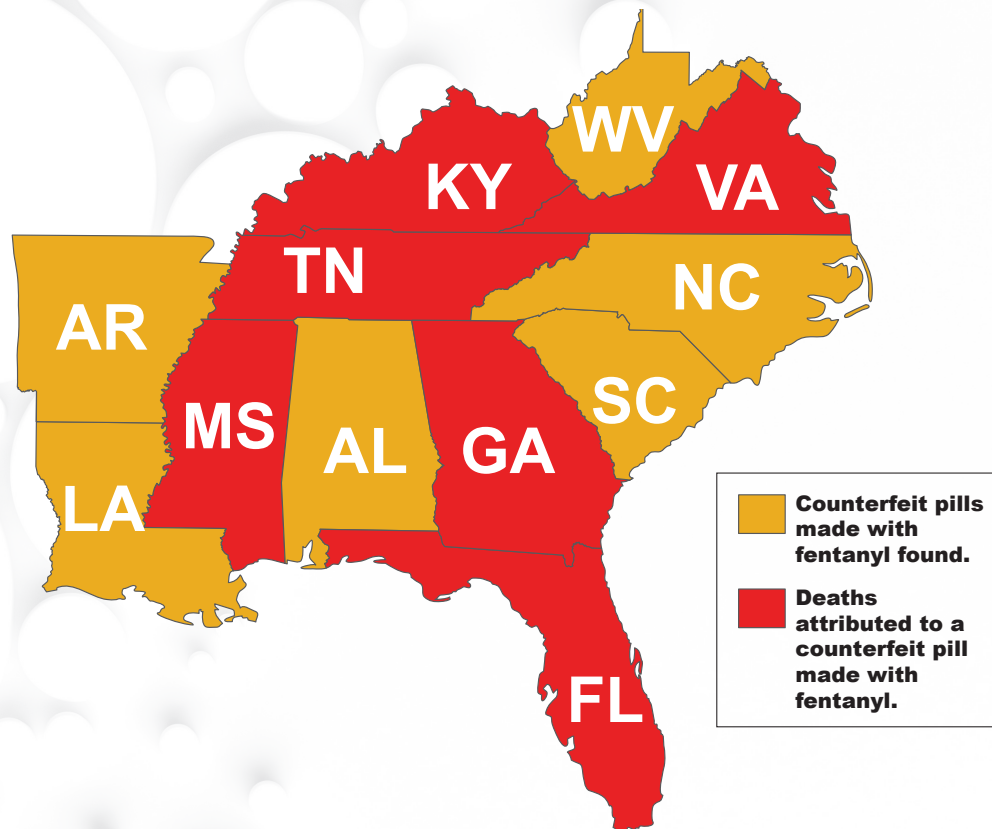 WV
KY
VA
TN
NC
AR
SC
MS
AL
GA
LA
FL
Counterfeit pills
made with
fentanyl found.
Deaths
attributed to a
counterfeit pill
made with
fentanyl.